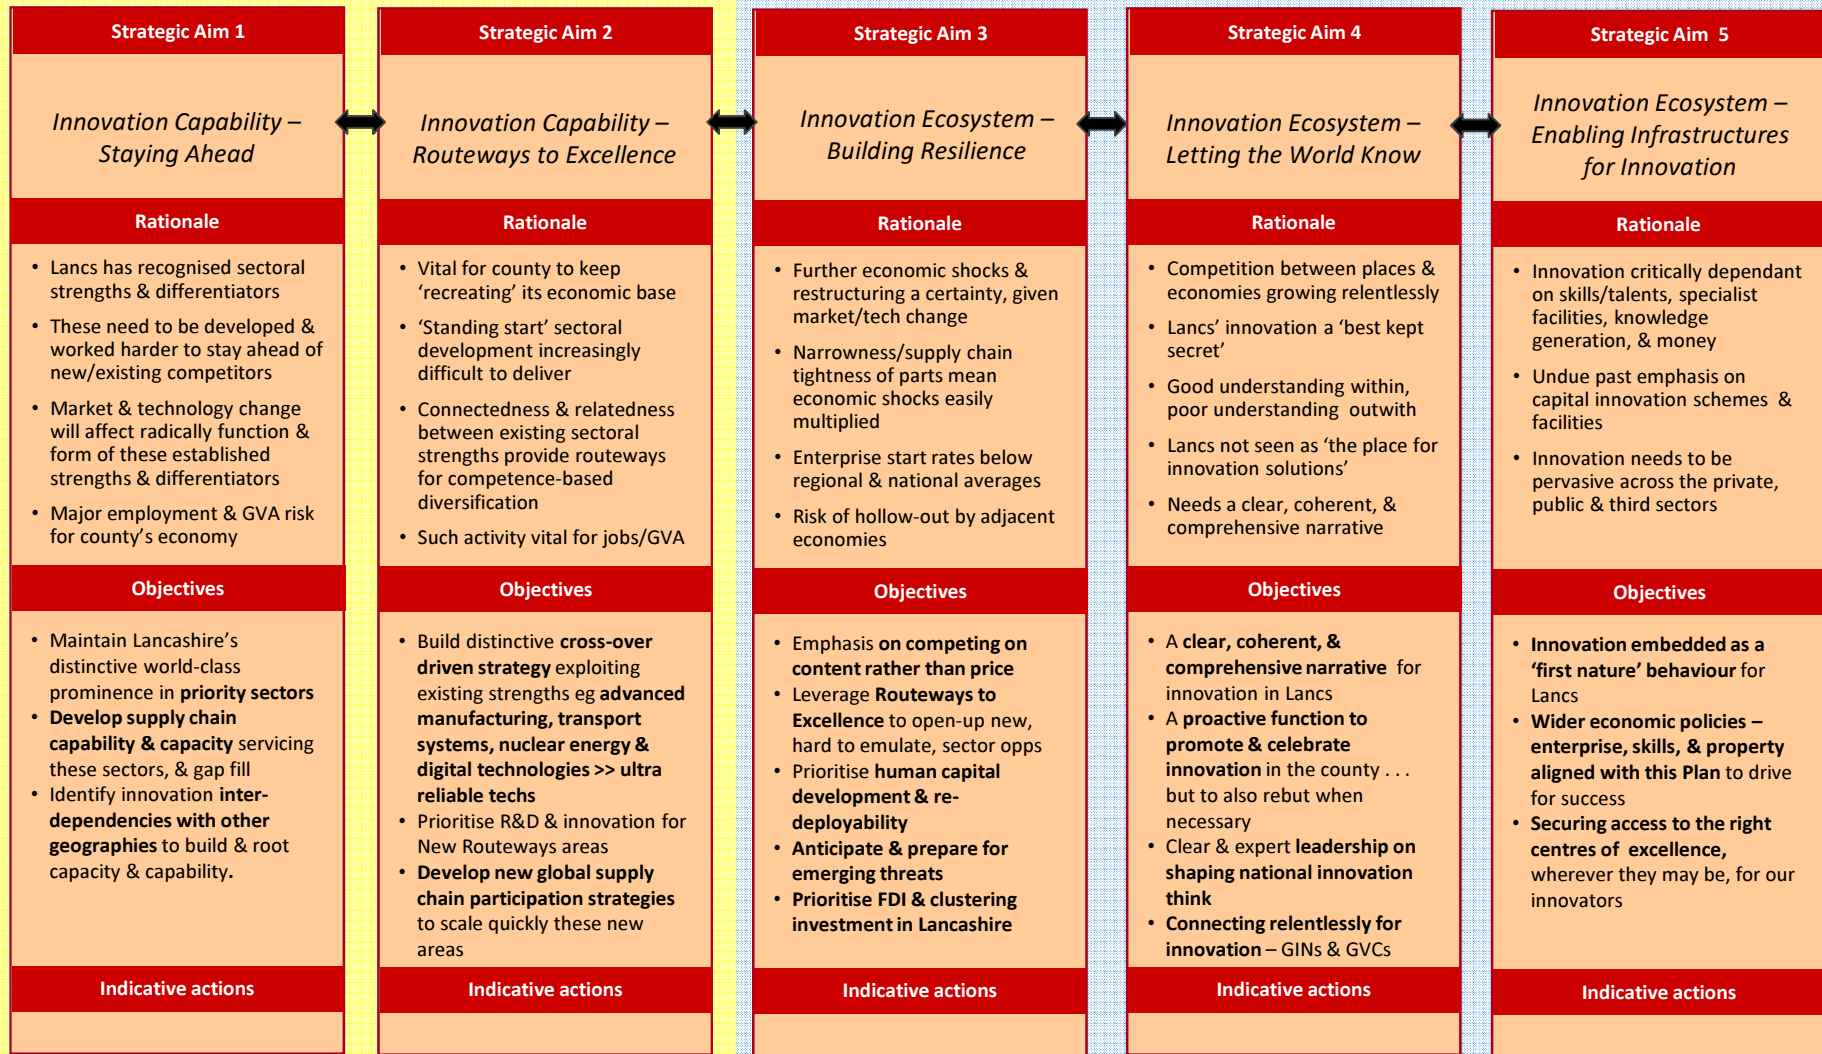 Strategic Aim 1
Innovation Capability –
Staying Ahead
Rationale
• Lancs has recognised sectoral
strengths & differentiators
• These need to be developed &
worked harder to stay ahead of
new/existing competitors
• Market & technology change
will affect radically function &
form of these established
strengths & differentiators
• Major employment & GVA risk
for county’s economy
Objectives
• Maintain Lancashire’s
distinctive world-class
prominence in priority sectors
• Develop supply chain
capability & capacity servicing
these sectors, & gap fill
• Identify innovation inter-
dependencies with other
geographies to build & root
capacity & capability.
Indicative actions
Strategic Aim 2
Innovation Capability –
Routeways to Excellence
Rationale
• Vital for county to keep
‘recreating’ its economic base
• ‘Standing start’ sectoral
development increasingly
difficult to deliver
• Connectedness & relatedness
between existing sectoral
strengths provide routeways
for competence-based
diversification
• Such activity vital for jobs/GVA
Objectives
• Build distinctive cross-over
driven strategy exploiting
existing strengths eg advanced
manufacturing, transport
systems, nuclear energy &
digital technologies >> ultra
reliable techs
• Prioritise R&D & innovation for
New Routeways areas
• Develop new global supply
chain participation strategies
to scale quickly these new
areas
Indicative actions
Strategic Aim 3
Innovation Ecosystem –
Building Resilience
Rationale
• Further economic shocks &
restructuring a certainty, given
market/tech change
• Narrowness/supply chain
tightness of parts mean
economic shocks easily
multiplied
• Enterprise start rates below
regional & national averages
• Risk of hollow-out by adjacent
economies
Objectives
• Emphasis on competing on
content rather than price
• Leverage Routeways to
Excellence to open-up new,
hard to emulate, sector opps
• Prioritise human capital
development & re-
deployability
• Anticipate & prepare for
emerging threats
• Prioritise FDI & clustering
investment in Lancashire
Indicative actions
Strategic Aim 4
Innovation Ecosystem –
Letting the World Know
Rationale
• Competition between places &
economies growing relentlessly
• Lancs’ innovation a ‘best kept
secret’
• Good understanding within,
poor understanding outwith
• Lancs not seen as ‘the place for
innovation solutions’
• Needs a clear, coherent, &
comprehensive narrative
Objectives
• A clear, coherent, &
comprehensive narrative for
innovation in Lancs
• A proactive function to
promote & celebrate
innovation in the county . . .
but to also rebut when
necessary
• Clear & expert leadership on
shaping national innovation
think
• Connecting relentlessly for
innovation – GINs & GVCs
Indicative actions
Strategic Aim 5
Innovation Ecosystem –
Enabling Infrastructures
for Innovation
Rationale
• Innovation critically dependant
on skills/talents, specialist
facilities, knowledge
generation, & money
• Undue past emphasis on
capital innovation schemes &
facilities
• Innovation needs to be
pervasive across the private,
public & third sectors
Objectives
• Innovation embedded as a
‘first nature’ behaviour for
Lancs
• Wider economic policies –
enterprise, skills, & property
aligned with this Plan to drive
for success
• Securing access to the right
centres of excellence,
wherever they may be, for our
innovators
Indicative actions